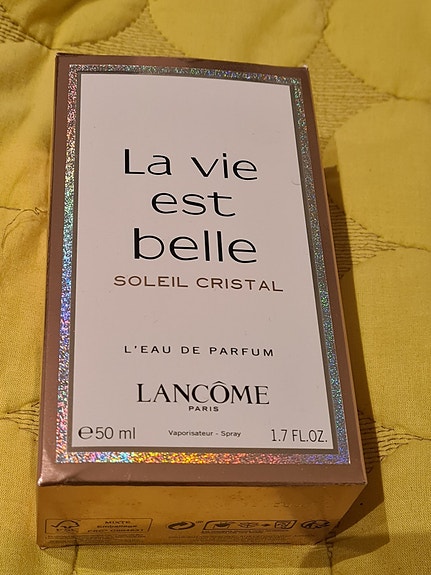 La vie
est
belle
SOLEIL CRISTAL
L'EAU DE PARFUM
LANCÔME
PARIS
℮50 ml Vaporisateur - Spray 1.7 FL.OZ.
MIXTE